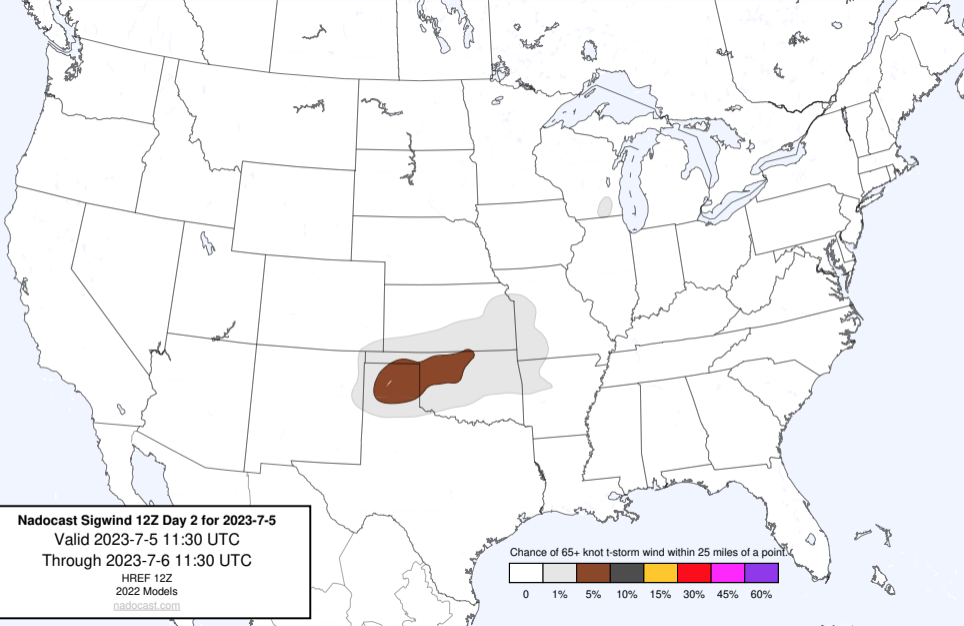 Nadocast Sigwind 12Z Day 2 for 2023-7-5
Valid 2023-7-5 11:30 UTC
Through 2023-7-6 11:30 UTC
HREF 12Z
2022 Models
nadocast.com
Chance of 65+ knot t-storm wind within 25 miles of a point.
0 1% 5% 10% 15% 30% 45% 60%